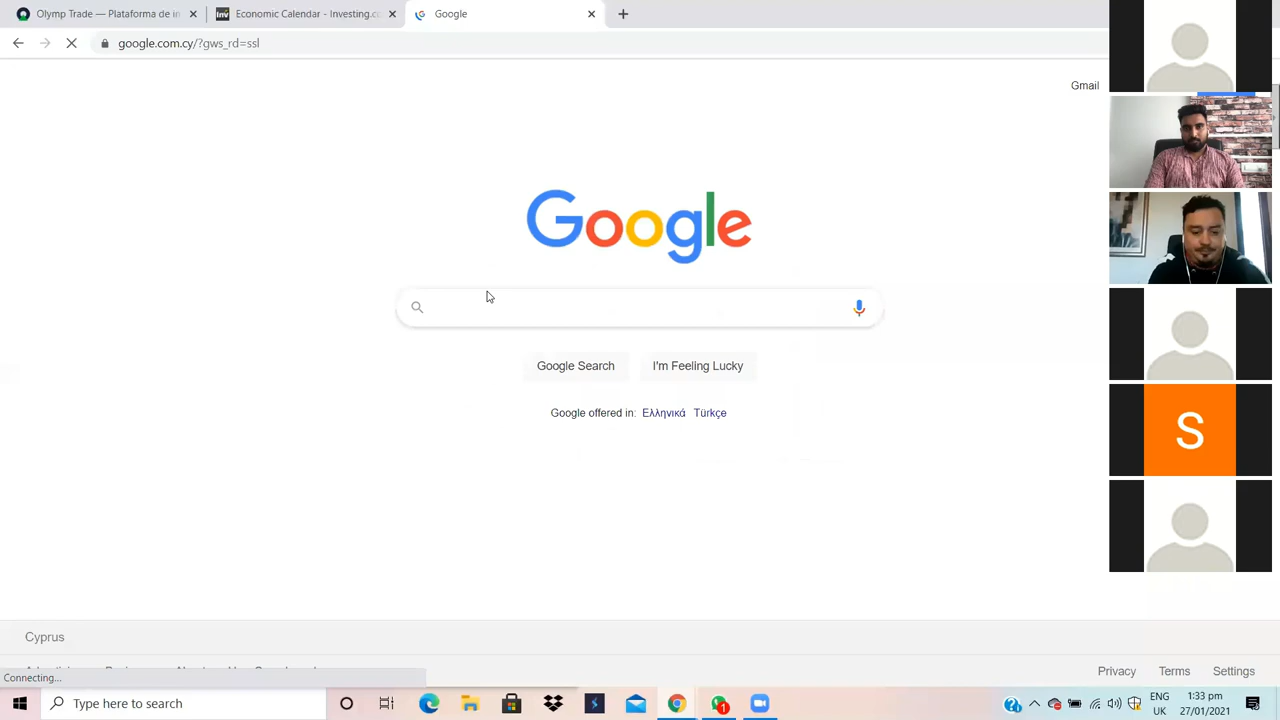 Olymp Trade — Plataforma de in
Economic Calendar - Investing.c
Google
google.com.cy/?gws_rd=ssl
Gmail
Google
Google Search
I'm Feeling Lucky
Google offered in: Ελληνικά Türkçe
S
Cyprus
Connecting...
Privacy Terms Settings
Type here to search
1
ENG
UK
1:33 pm
27/01/2021